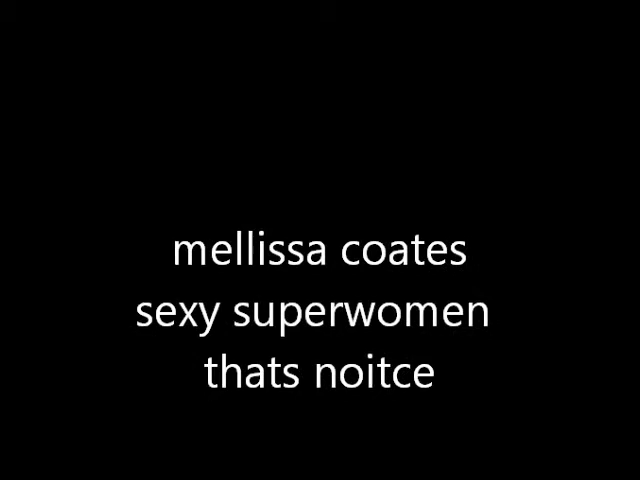 mellissa coates
sexy superwomen
thats noitce